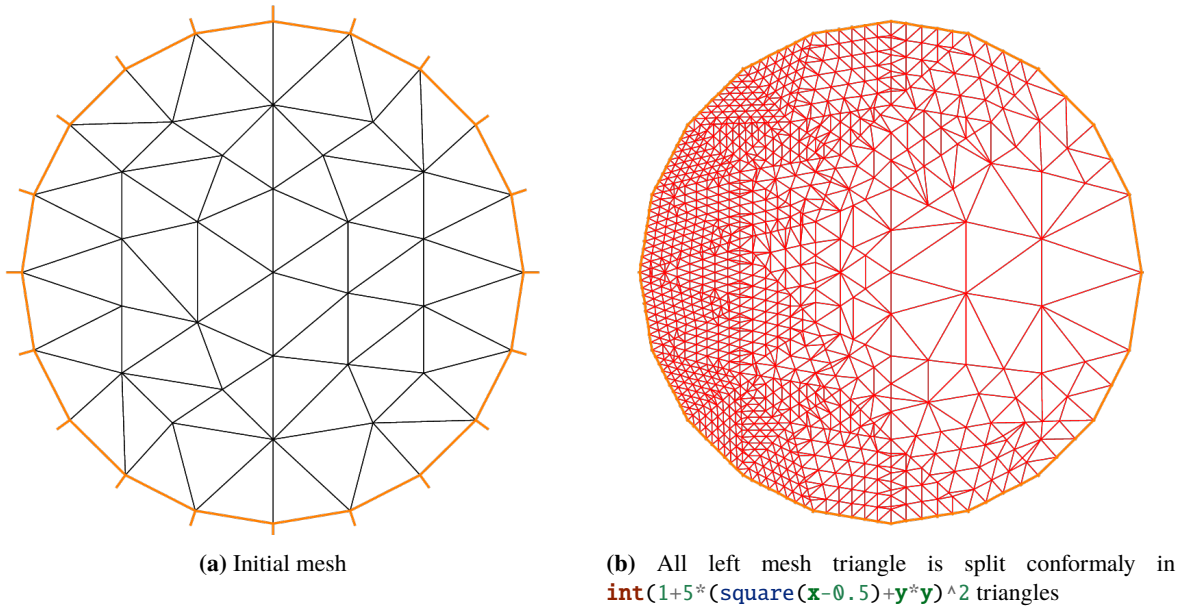 (a) Initial mesh
(b) All left mesh triangle is split conformaly in
int(1+5*(square(x-0.5)+y*y)^2 triangles